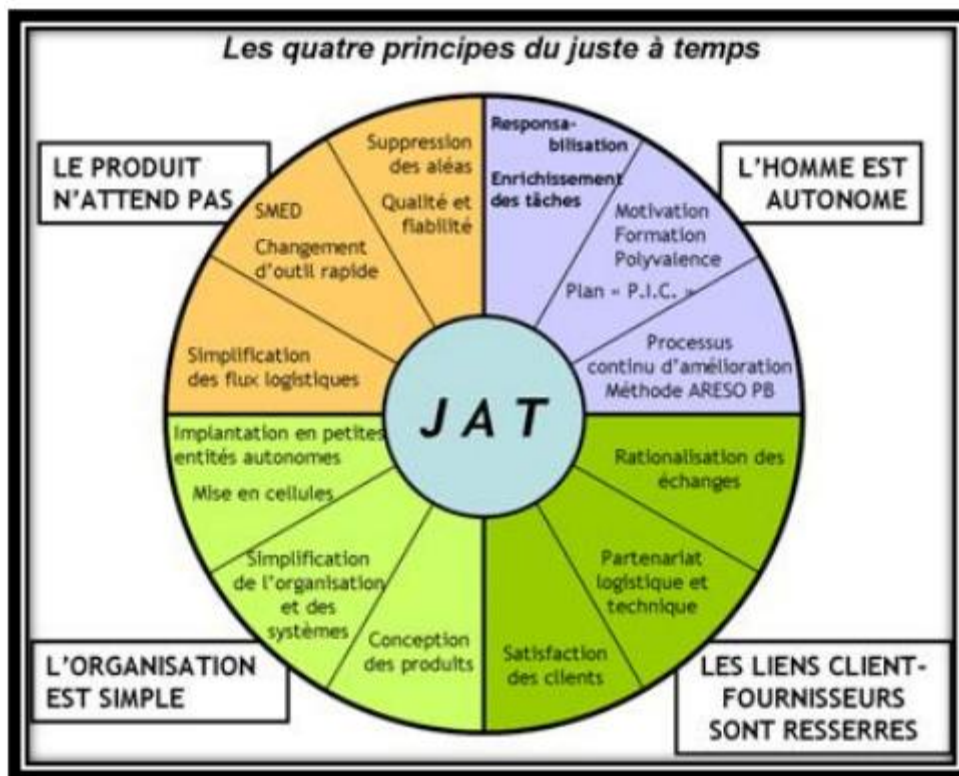 Les quatre principes du juste à temps
LE PRODUIT
N'ATTEND PAS
Suppression
des aléas
Qualité et
fiabilité
SMED
Changement
d'outil rapide
Simplification
des flux logistiques
L'HOMME EST
AUTONOME
Responsa-
bilisation
Enrichissement
des tâches
Motivation
Formation
Polyvalence
Plan « P.I.C. »
Processus
continu d'amélioration
Méthode ARESO PB
J A T
Implantation en petites
entités autonomes
Mise en cellules
Simplification
de l'organisation
et des
systèmes
Conception
des produits
L'ORGANISATION
EST SIMPLE
Rationalisation des
échanges
Partenariat
logistique et
technique
Satisfaction
des clients
LES LIENS CLIENT-
FOURNISSEURS
SONT RESSERRES